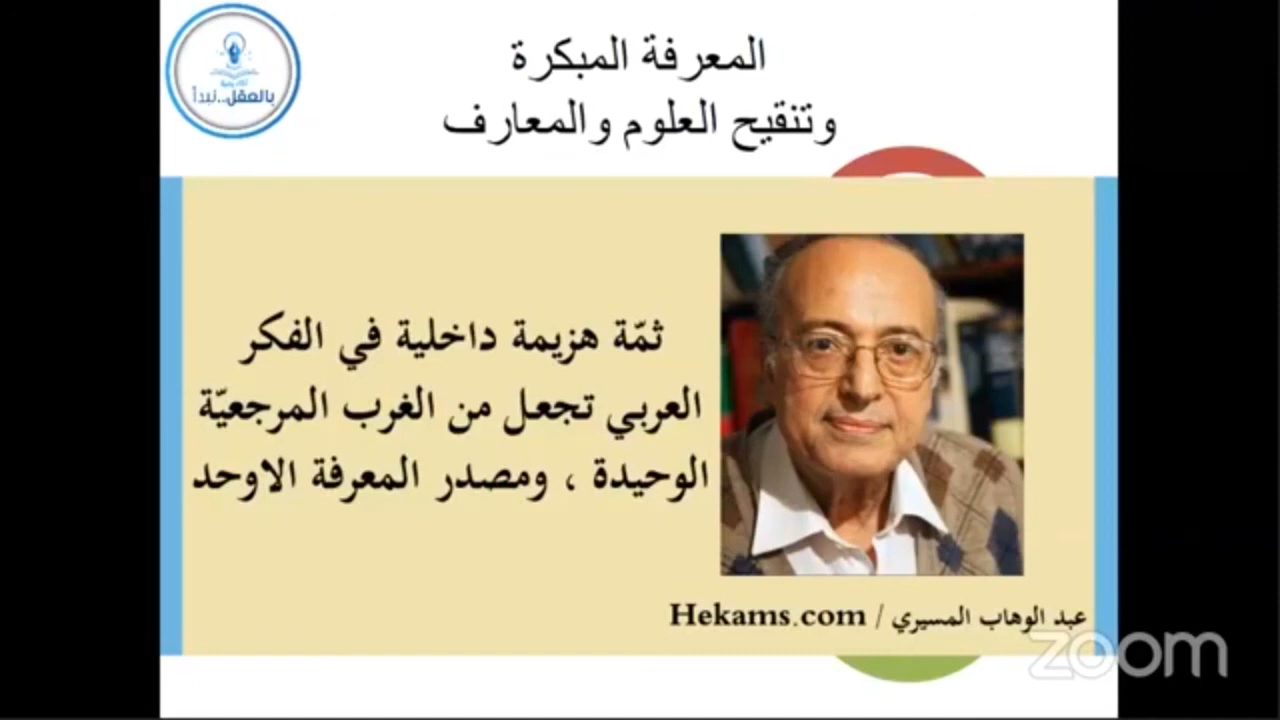 المعرفة المبكرة
وتنقيح العلوم والمعارف
بالعقل..نبدأ
ثمّة هزيمة داخلية في الفكر
العربي تجعل من الغرب المرجعيّة
الوحيدة ، ومصدر المعرفة الاوحد
عبد الوهاب المسيري / Hekams.com
zoom